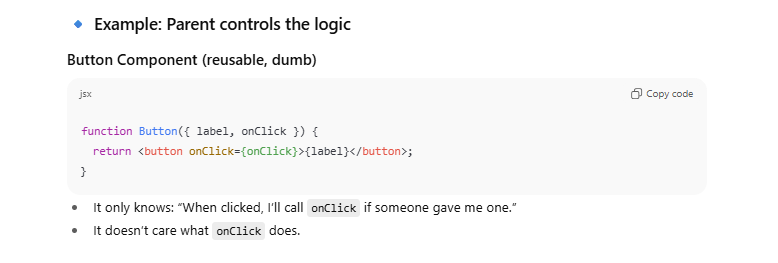 Example: Parent controls the logic
Button Component (reusable, dumb)
jsx
Copy code
function Button({ label, onClick }) {
  return <button onClick={onClick}>{label}</button>;
}
It only knows: “When clicked, I’ll call onClick if someone gave me one.”
It doesn’t care what onClick does.